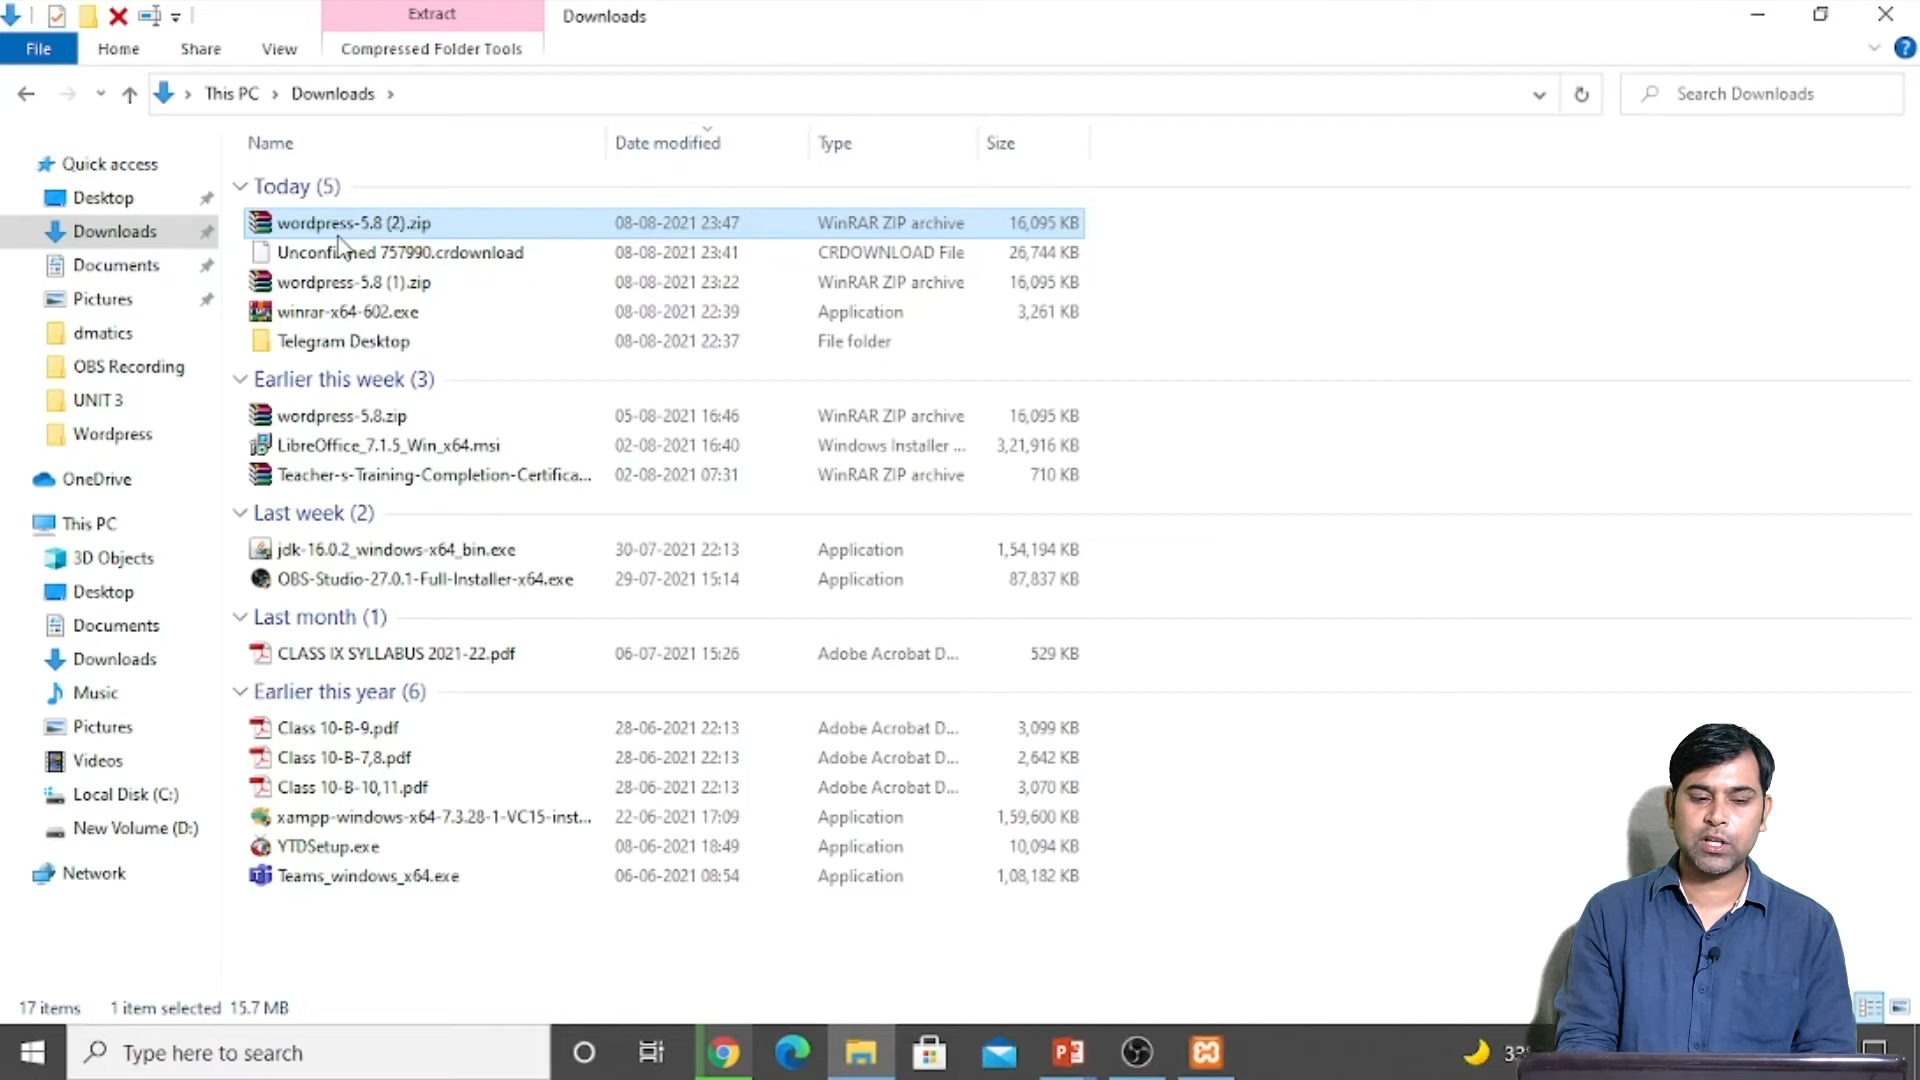 Extract
Downloads
File
Home
Share
View
Compressed Folder Tools
This PC
Downloads
Search Downloads
Name
Date modified
Type
Size
Quick access
Desktop
Downloads
Documents
Pictures
dmatics
OBS Recording
UNIT 3
Wordpress
OneDrive
This PC
3D Objects
Desktop
Documents
Downloads
Music
Pictures
Videos
Local Disk (C:)
New Volume (D:)
Network
Today (5)
wordpress-5.8 (2).zip 08-08-2021 23:47 WinRAR ZIP archive 16,095 KB
Unconfirmed 757990.crdownload 08-08-2021 23:41 CRDOWNLOAD File 26,744 KB
wordpress-5.8 (1).zip 08-08-2021 23:22 WinRAR ZIP archive 16,095 KB
winrar-x64-602.exe 08-08-2021 22:39 Application 3,261 KB
Telegram Desktop 08-08-2021 22:37 File folder
Earlier this week (3)
wordpress-5.8.zip 05-08-2021 16:46 WinRAR ZIP archive 16,095 KB
LibreOffice_7.1.5_Win_x64.msi 02-08-2021 16:40 Windows Installer ... 3,21,916 KB
Teacher-s-Training-Completion-Certifica... 02-08-2021 07:31 WinRAR ZIP archive 710 KB
Last week (2)
jdk-16.0.2_windows-x64_bin.exe 30-07-2021 22:13 Application 1,54,194 KB
OBS-Studio-27.0.1-Full-Installer-x64.exe 29-07-2021 15:14 Application 87,837 KB
Last month (1)
CLASS IX SYLLABUS 2021-22.pdf 06-07-2021 15:26 Adobe Acrobat D... 529 KB
Earlier this year (6)
Class 10-B-9.pdf 28-06-2021 22:13 Adobe Acrobat D... 3,099 KB
Class 10-B-7,8.pdf 28-06-2021 22:13 Adobe Acrobat D... 2,642 KB
Class 10-B-10,11.pdf 28-06-2021 22:13 Adobe Acrobat D... 3,070 KB
xampp-windows-x64-7.3.28-1-VC15-inst... 22-06-2021 17:09 Application 1,59,600 KB
YTDSetup.exe 08-06-2021 18:49 Application 10,094 KB
Teams_windows_x64.exe 06-06-2021 08:54 Application 1,08,182 KB
17 items 1 item selected 15.7 MB
Type here to search